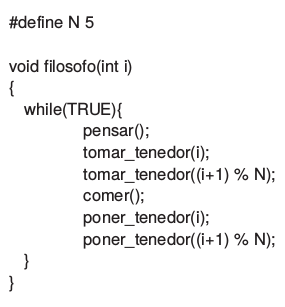 #define N 5
void filosofo(int i)
{
while(TRUE){
pensar();
tomar_tenedor(i);
tomar_tenedor((i+1) % N);
comer();
poner_tenedor(i);
poner_tenedor((i+1) % N);
}
}